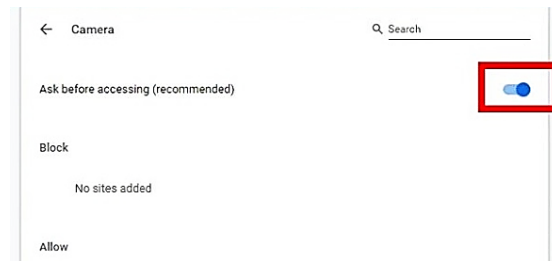 Camera
Search
Ask before accessing (recommended)
Block
No sites added
Allow